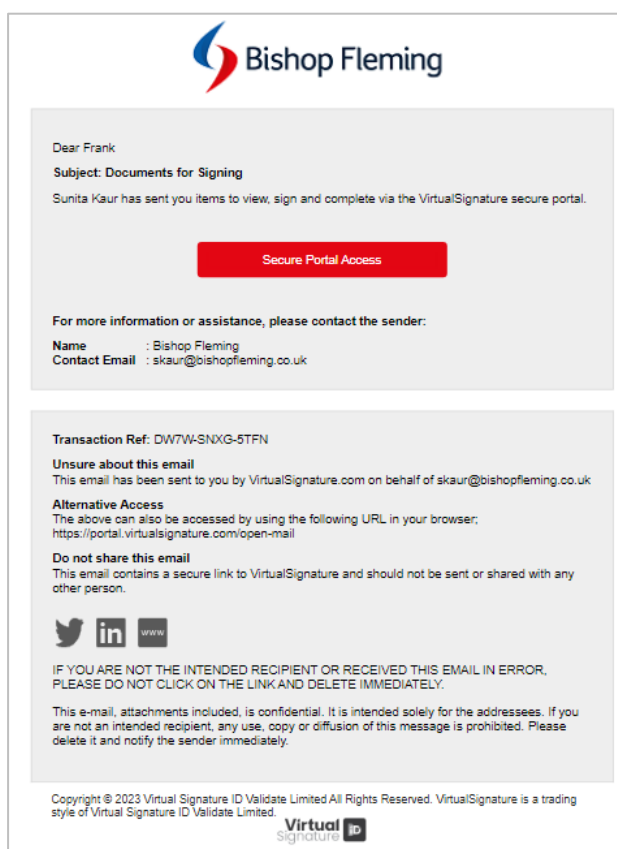 Bishop Fleming
Dear Frank
Subject: Documents for Signing
Sunita Kaur has sent you items to view, sign and complete via the VirtualSignature secure portal.
Secure Portal Access
For more information or assistance, please contact the sender:
Name : Bishop Fleming
Contact Email : skaur@bishopfleming.co.uk
Transaction Ref: DW7W-SNXG-5TFN
Unsure about this email
This email has been sent to you by VirtualSignature.com on behalf of skaur@bishopfleming.co.uk
Alternative Access
The above can also be accessed by using the following URL in your browser;
https://portal.virtualsignature.com/open-mail
Do not share this email
This email contains a secure link to VirtualSignature and should not be sent or shared with any
other person.
in www
IF YOU ARE NOT THE INTENDED RECIPIENT OR RECEIVED THIS EMAIL IN ERROR,
PLEASE DO NOT CLICK ON THE LINK AND DELETE IMMEDIATELY.
This e-mail, attachments included, is confidential. It is intended solely for the addressees. If you
are not an intended recipient, any use, copy or diffusion of this message is prohibited. Please
delete it and notify the sender immediately.
Copyright © 2023 Virtual Signature ID Validate Limited All Rights Reserved. VirtualSignature is a trading
style of Virtual Signature ID Validate Limited.
Virtual
Signature ID